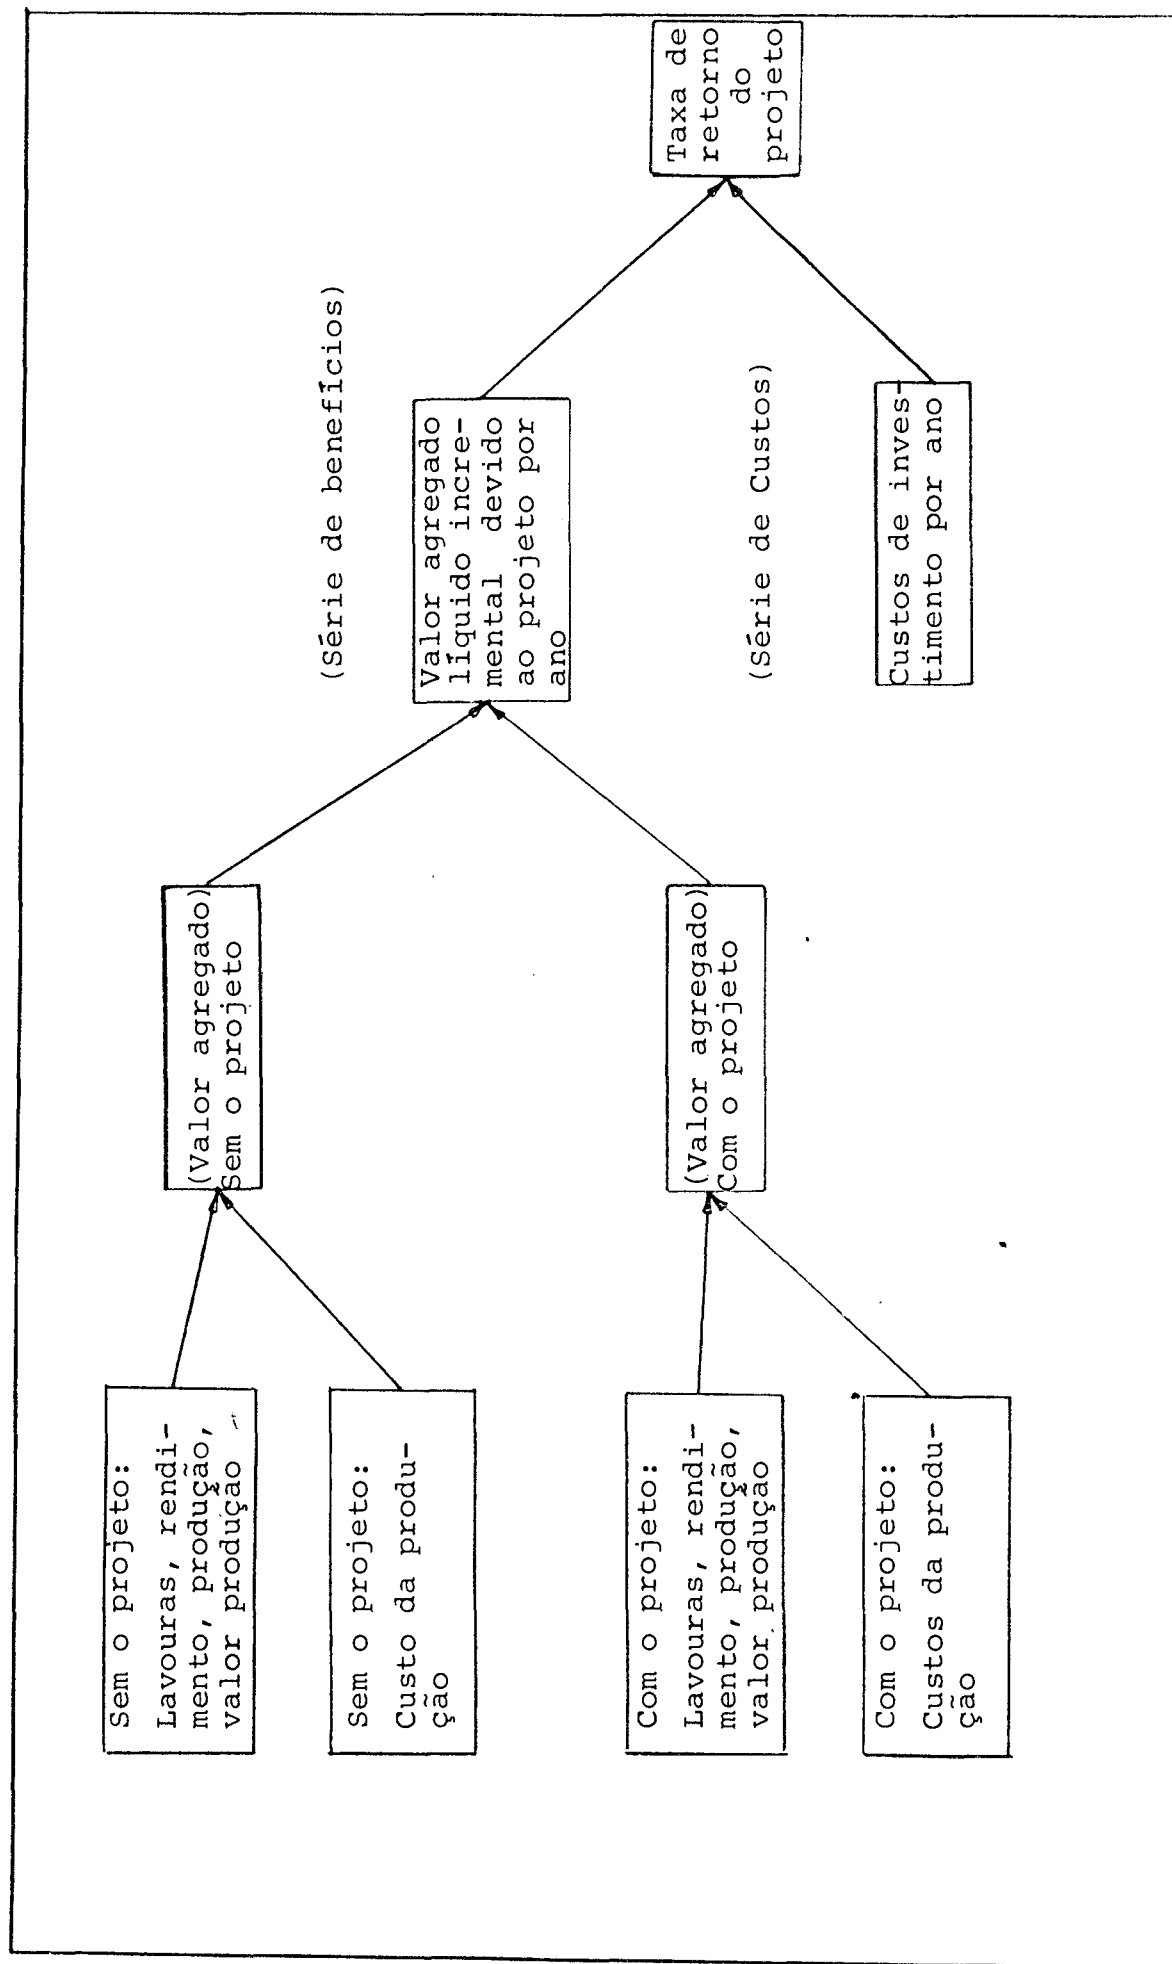 Sem o projeto:
Lavouras, rendi-
mento, produção,
valor produção
Sem o projeto:
Custo da produ-
ção
Com o projeto:
Lavouras, rendi-
mento, produção,
valor produção
Com o projeto:
Custos da produ-
ção
(Valor agregado)
Sem o projeto
(Valor agregado)
Com o projeto
(Série de benefícios)
Valor agregado
líquido incre-
mental devido
ao projeto por
ano
(Série de Custos)
Custos de inves-
timento por ano
Taxa de
retorno
do
projeto